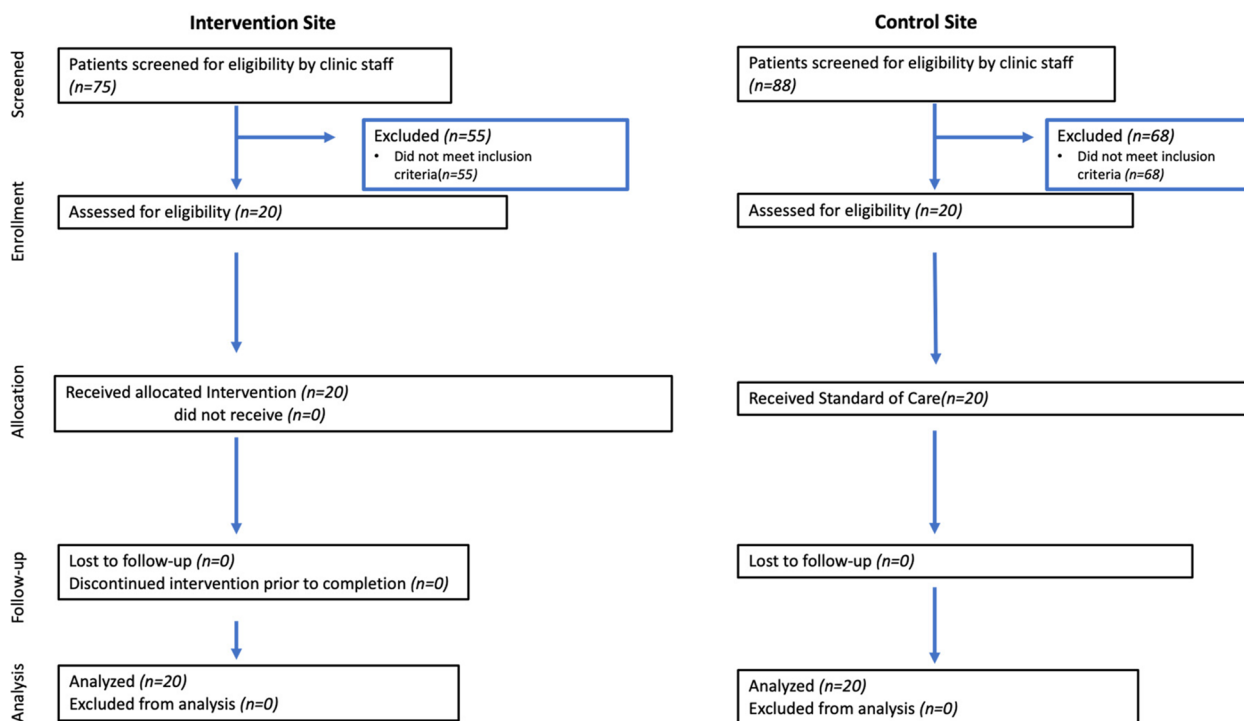 Intervention Site
Control Site
Screened
Patients screened for eligibility by clinic staff
(n=75)
Patients screened for eligibility by clinic staff
(n=88)
Excluded (n=55)
• Did not meet inclusion
criteria(n=55)
Excluded (n=68)
• Did not meet inclusion
criteria (n=68)
Enrollment
Assessed for eligibility (n=20)
Assessed for eligibility (n=20)
Allocation
Received allocated Intervention (n=20)
did not receive (n=0)
Received Standard of Care(n=20)
Follow-up
Lost to follow-up (n=0)
Discontinued intervention prior to completion (n=0)
Lost to follow-up (n=0)
Analysis
Analyzed (n=20)
Excluded from analysis (n=0)
Analyzed (n=20)
Excluded from analysis (n=0)